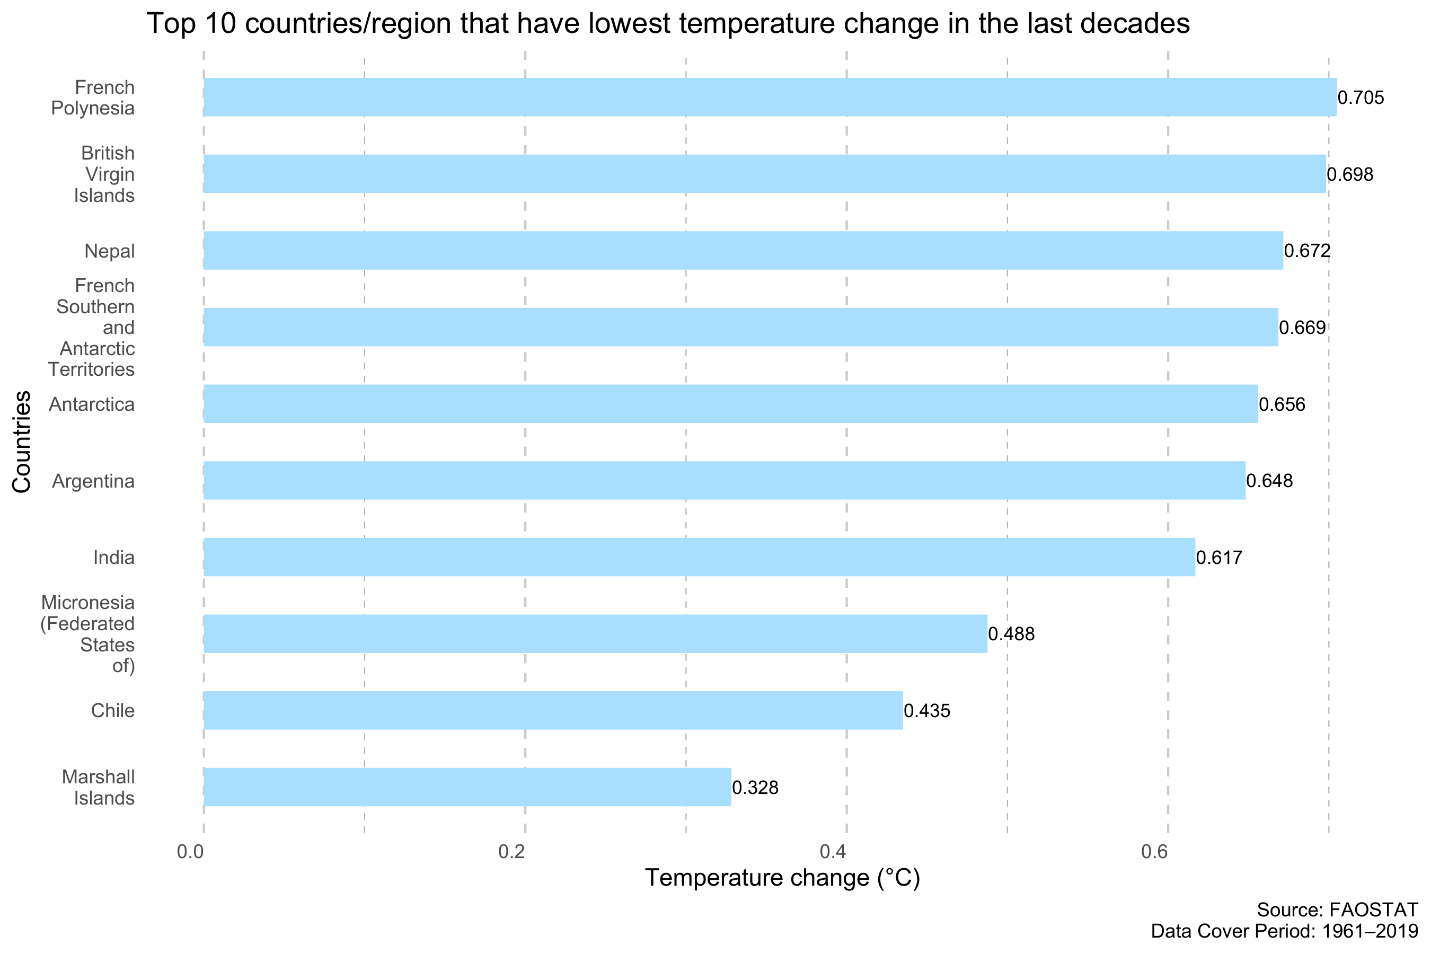 Top 10 countries/region that have lowest temperature change in the last decades
French
Polynesia
0.705
British
Virgin
Islands
0.698
Nepal
0.672
French
Southern
and
Antarctic
Territories
0.669
Antarctica
0.656
Argentina
0.648
India
0.617
Micronesia
(Federated
States
of)
0.488
Chile
0.435
Marshall
Islands
0.328
Countries
0.0
0.2
0.4
0.6
Temperature change (°C)
Source: FAOSTAT
Data Cover Period: 1961–2019